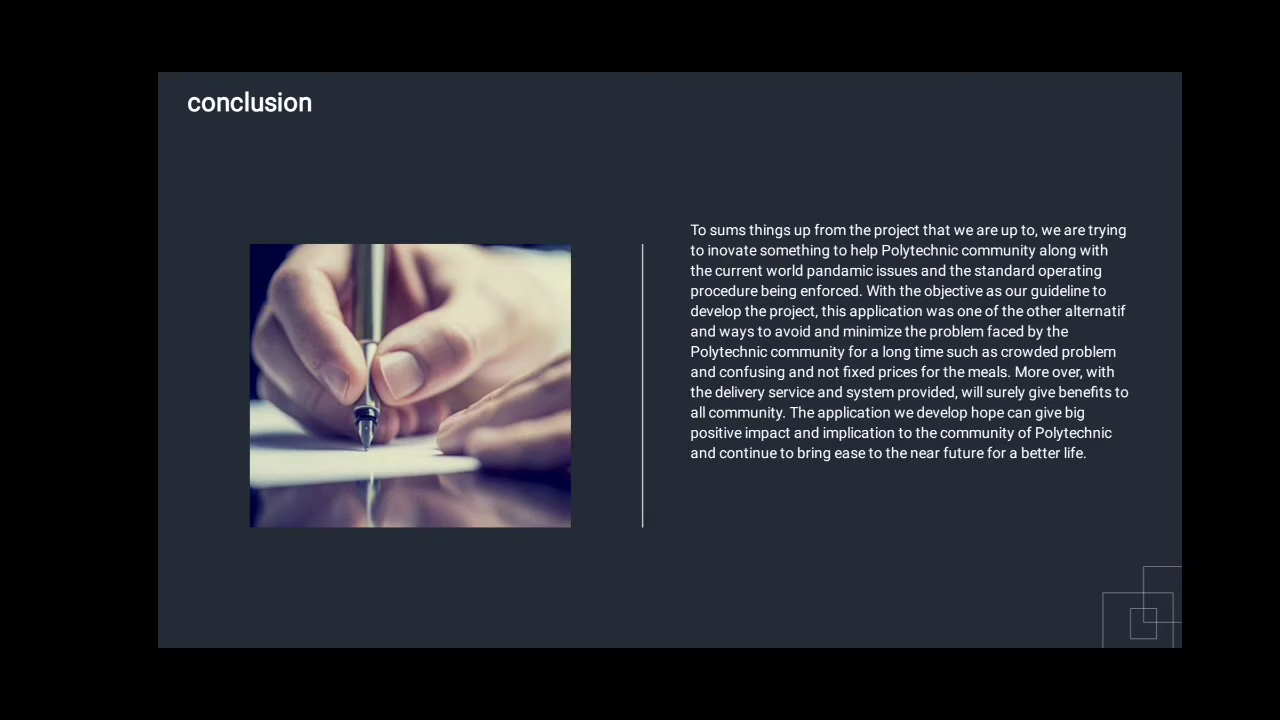 conclusion
To sums things up from the project that we are up to, we are trying
to inovate something to help Polytechnic community along with
the current world pandamic issues and the standard operating
procedure being enforced. With the objective as our guideline to
develop the project, this application was one of the other alternatif
and ways to avoid and minimize the problem faced by the
Polytechnic community for a long time such as crowded problem
and confusing and not fixed prices for the meals. More over, with
the delivery service and system provided, will surely give benefits to
all community. The application we develop hope can give big
positive impact and implication to the community of Polytechnic
and continue to bring ease to the near future for a better life.